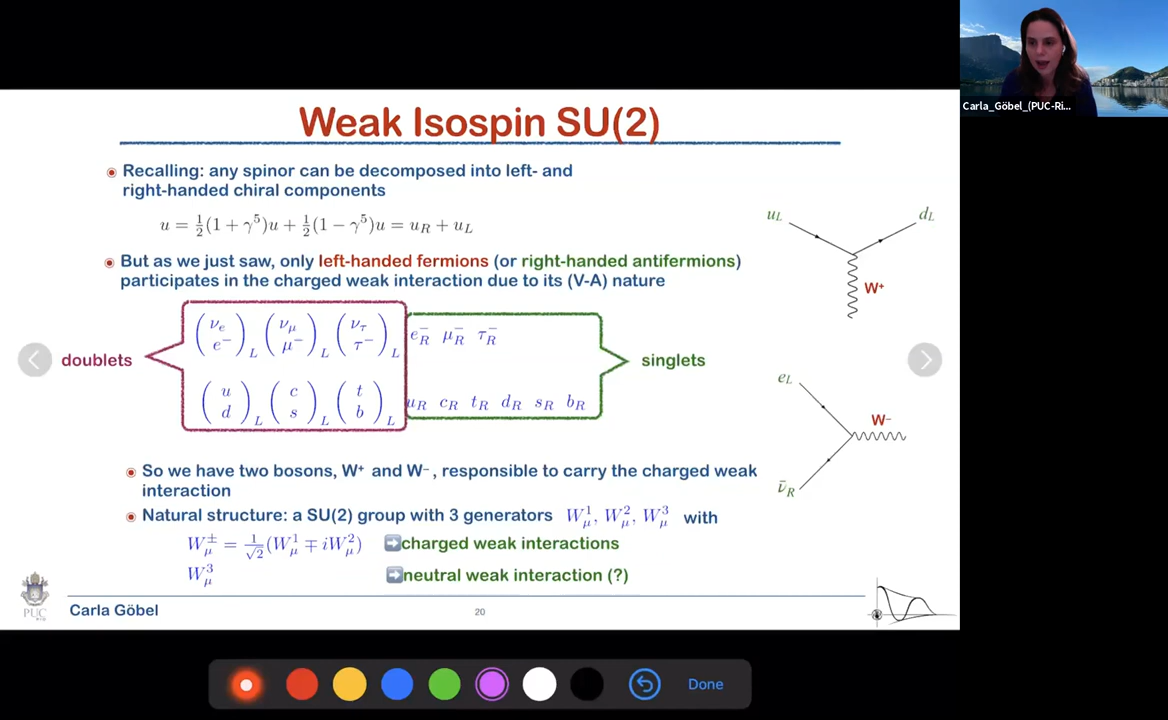 Carla_Göbel_(PUC-Ri...
Weak Isospin SU(2)
Recalling: any spinor can be decomposed into left- and
right-handed chiral components
u = ½(1 + γ⁵)u + ½(1 − γ⁵)u = u_R + u_L
But as we just saw, only left-handed fermions (or right-handed antifermions)
participates in the charged weak interaction due to its (V-A) nature
u_L d_L
W⁺
doublets
(ν_e e⁻)_L (ν_μ μ⁻)_L (ν_τ τ⁻)_L e⁻_R μ⁻_R τ⁻_R
(u d)_L (c s)_L (t b)_L u_R c_R t_R d_R s_R b_R
singlets
e_L
W⁻
ν̄_R
So we have two bosons, W⁺ and W⁻, responsible to carry the charged weak
interaction
Natural structure: a SU(2) group with 3 generators W¹_μ, W²_μ, W³_μ with
W^±_μ = 1/√2 (W¹_μ ∓ iW²_μ) charged weak interactions
W³_μ neutral weak interaction (?)
PUC
Carla Göbel
20
Done